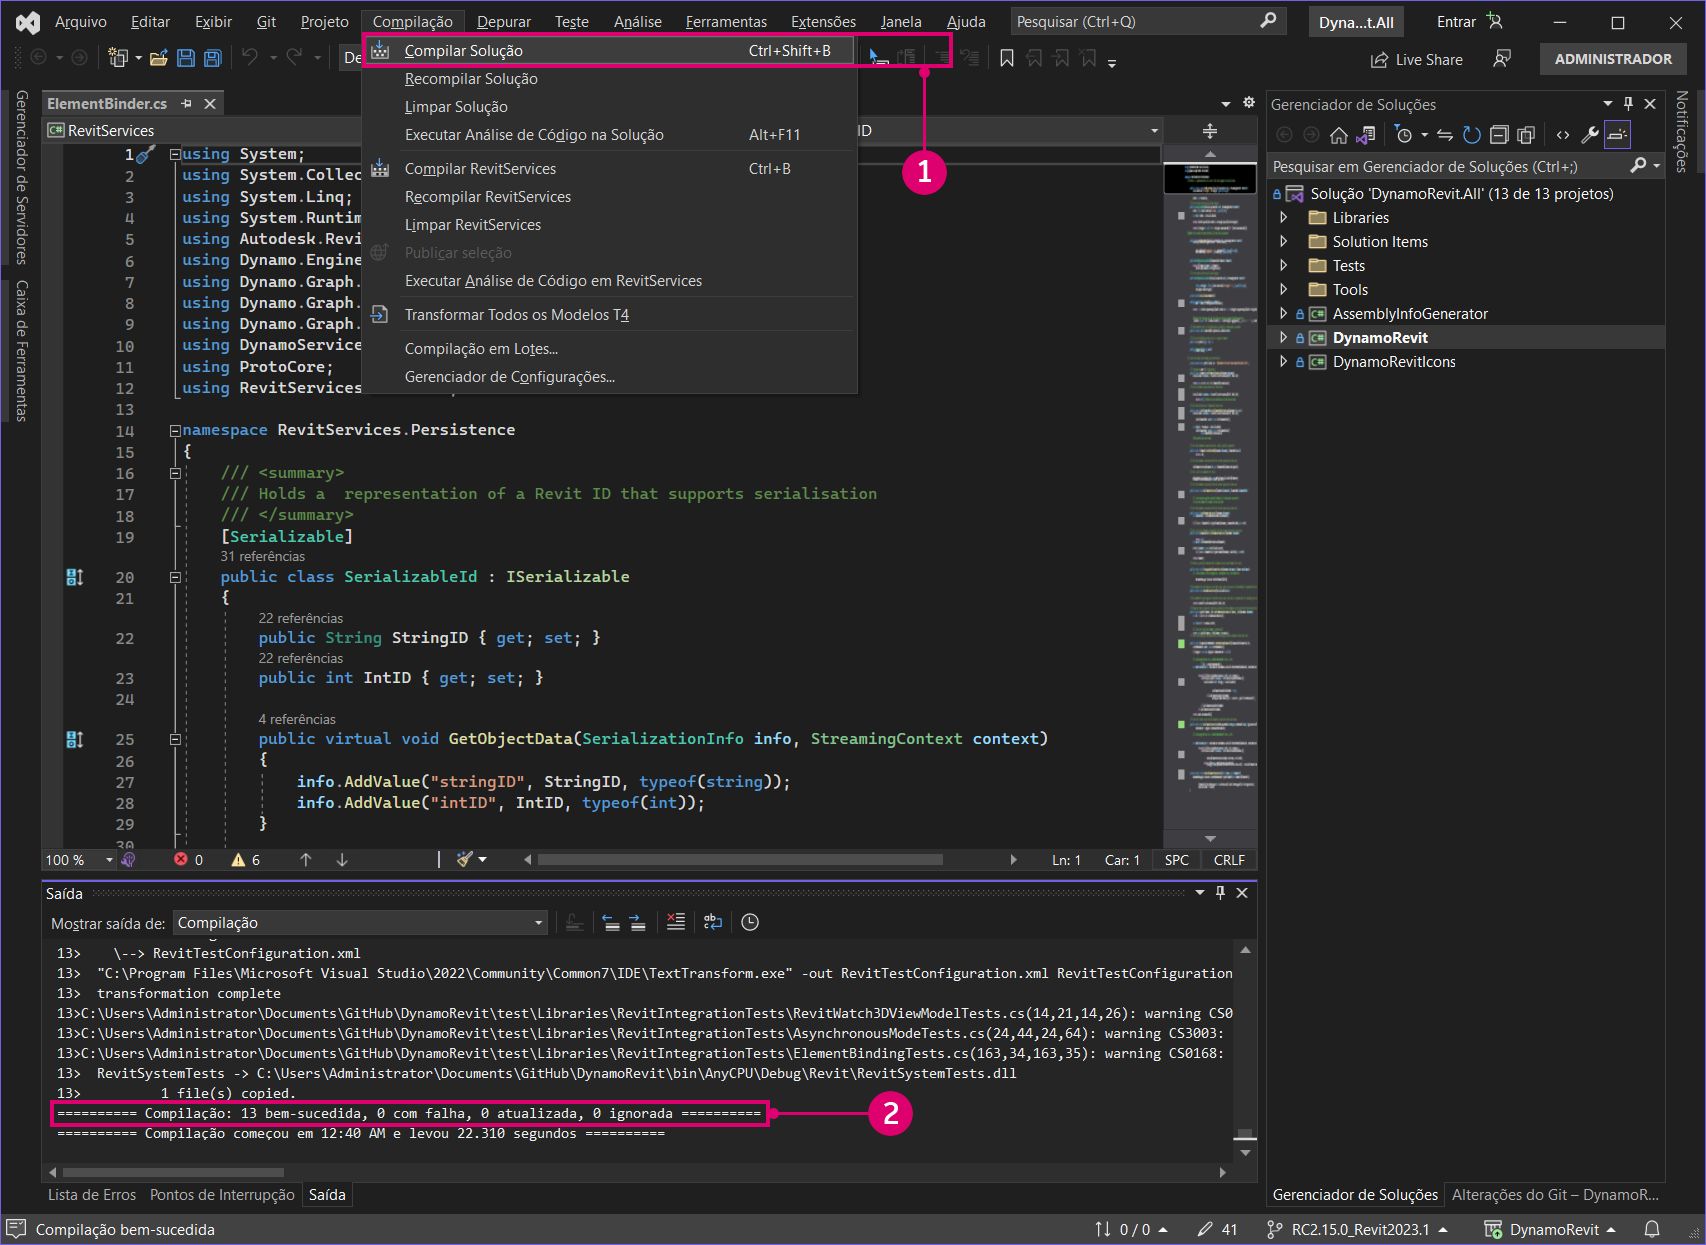 Arquivo Editar Exibir Git Projeto Compilação Depurar Teste Análise Ferramentas Extensões Janela Ajuda Pesquisar (Ctrl+Q) Dyna...t.All Entrar
De Live Share ADMINISTRADOR
Compilar Solução Ctrl+Shift+B
Recompilar Solução
Limpar Solução
Executar Análise de Código na Solução Alt+F11
Compilar RevitServices Ctrl+B
Recompilar RevitServices
Limpar RevitServices
Publicar seleção
Executar Análise de Código em RevitServices
Transformar Todos os Modelos T4
Compilação em Lotes...
Gerenciador de Configurações...
1
Gerenciador de Servidores
Caixa de Ferramentas
ElementBinder.cs
RevitServices ID
1 using System;
2 using System.Collec
3 using System.Linq;
4 using System.Runtim
5 using Autodesk.Revi
6 using Dynamo.Engine
7 using Dynamo.Graph.
8 using Dynamo.Graph.
9 using Dynamo.Graph.
10 using DynamoService
11 using ProtoCore;
12 using RevitServices
13
14 namespace RevitServices.Persistence
15 {
16 /// <summary>
17 /// Holds a  representation of a Revit ID that supports serialisation
18 /// </summary>
19 [Serializable]
31 referências
20 public class SerializableId : ISerializable
21 {
22 referências
22 public String StringID { get; set; }
22 referências
23 public int IntID { get; set; }
24
4 referências
25 public virtual void GetObjectData(SerializationInfo info, StreamingContext context)
26 {
27 info.AddValue("stringID", StringID, typeof(string));
28 info.AddValue("intID", IntID, typeof(int));
29 }
30
100 % 0 6 Ln: 1 Car: 1 SPC CRLF
Saída
Mostrar saída de: Compilação
13> \--> RevitTestConfiguration.xml
13> "C:\Program Files\Microsoft Visual Studio\2022\Community\Common7\IDE\TextTransform.exe" -out RevitTestConfiguration.xml RevitTestConfiguration
13> transformation complete
13>C:\Users\Administrator\Documents\GitHub\DynamoRevit\test\Libraries\RevitIntegrationTests\RevitWatch3DViewModelTests.cs(14,21,14,26): warning CS0
13>C:\Users\Administrator\Documents\GitHub\DynamoRevit\test\Libraries\RevitIntegrationTests\AsynchronousModeTests.cs(24,44,24,64): warning CS3003:
13>C:\Users\Administrator\Documents\GitHub\DynamoRevit\test\Libraries\RevitIntegrationTests\ElementBindingTests.cs(163,34,163,35): warning CS0168:
13> RevitSystemTests -> C:\Users\Administrator\Documents\GitHub\DynamoRevit\bin\AnyCPU\Debug\Revit\RevitSystemTests.dll
13> 1 file(s) copied.
========== Compilação: 13 bem-sucedida, 0 com falha, 0 atualizada, 0 ignorada ==========
2
========== Compilação começou em 12:40 AM e levou 22.310 segundos ==========
Lista de Erros Pontos de Interrupção Saída
Gerenciador de Soluções
Pesquisar em Gerenciador de Soluções (Ctrl+;)
Solução 'DynamoRevit.All' (13 de 13 projetos)
Libraries
Solution Items
Tests
Tools
AssemblyInfoGenerator
DynamoRevit
DynamoRevitIcons
Notificações
Gerenciador de Soluções Alterações do Git – DynamoR...
Compilação bem-sucedida 0 / 0 41 RC2.15.0_Revit2023.1 DynamoRevit